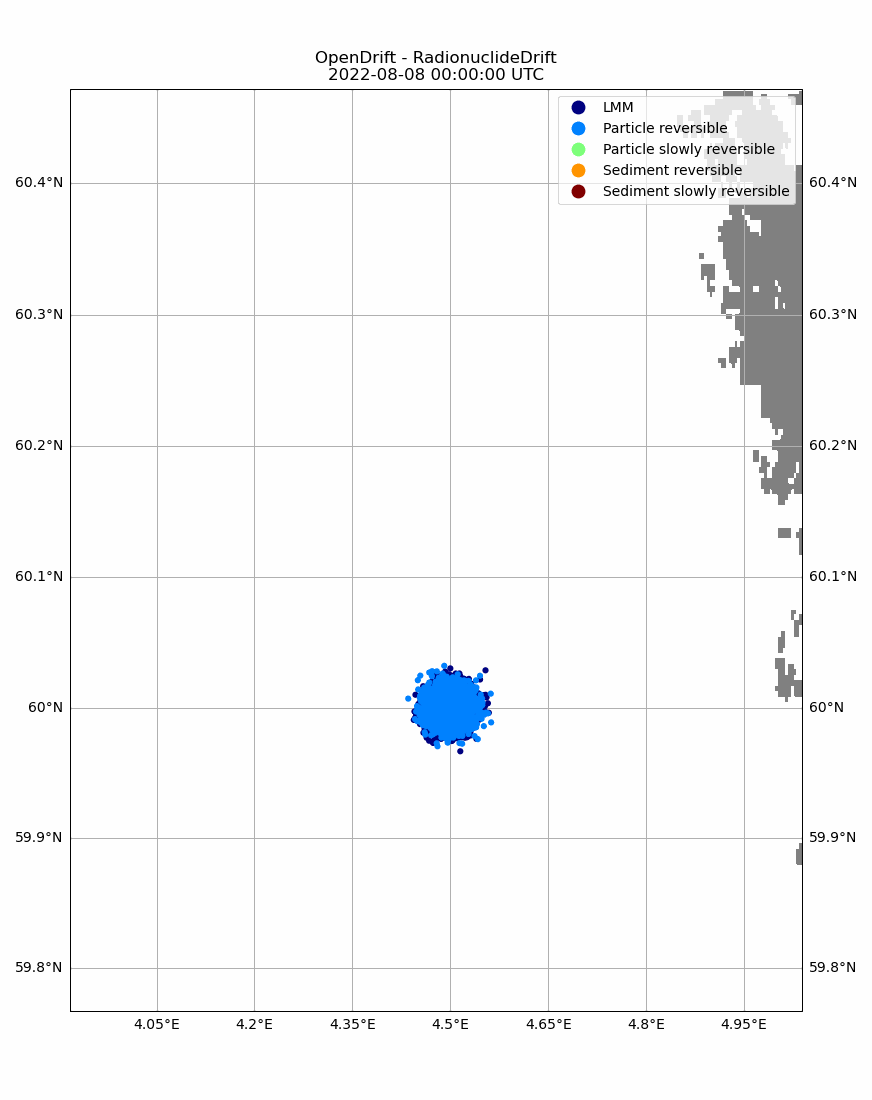 OpenDrift - RadionuclideDrift
2022-08-08 00:00:00 UTC
LMM
Particle reversible
Particle slowly reversible
Sediment reversible
Sediment slowly reversible
60.4°N 60.4°N
60.3°N 60.3°N
60.2°N 60.2°N
60.1°N 60.1°N
60°N 60°N
59.9°N 59.9°N
59.8°N 59.8°N
4.05°E 4.2°E 4.35°E 4.5°E 4.65°E 4.8°E 4.95°E